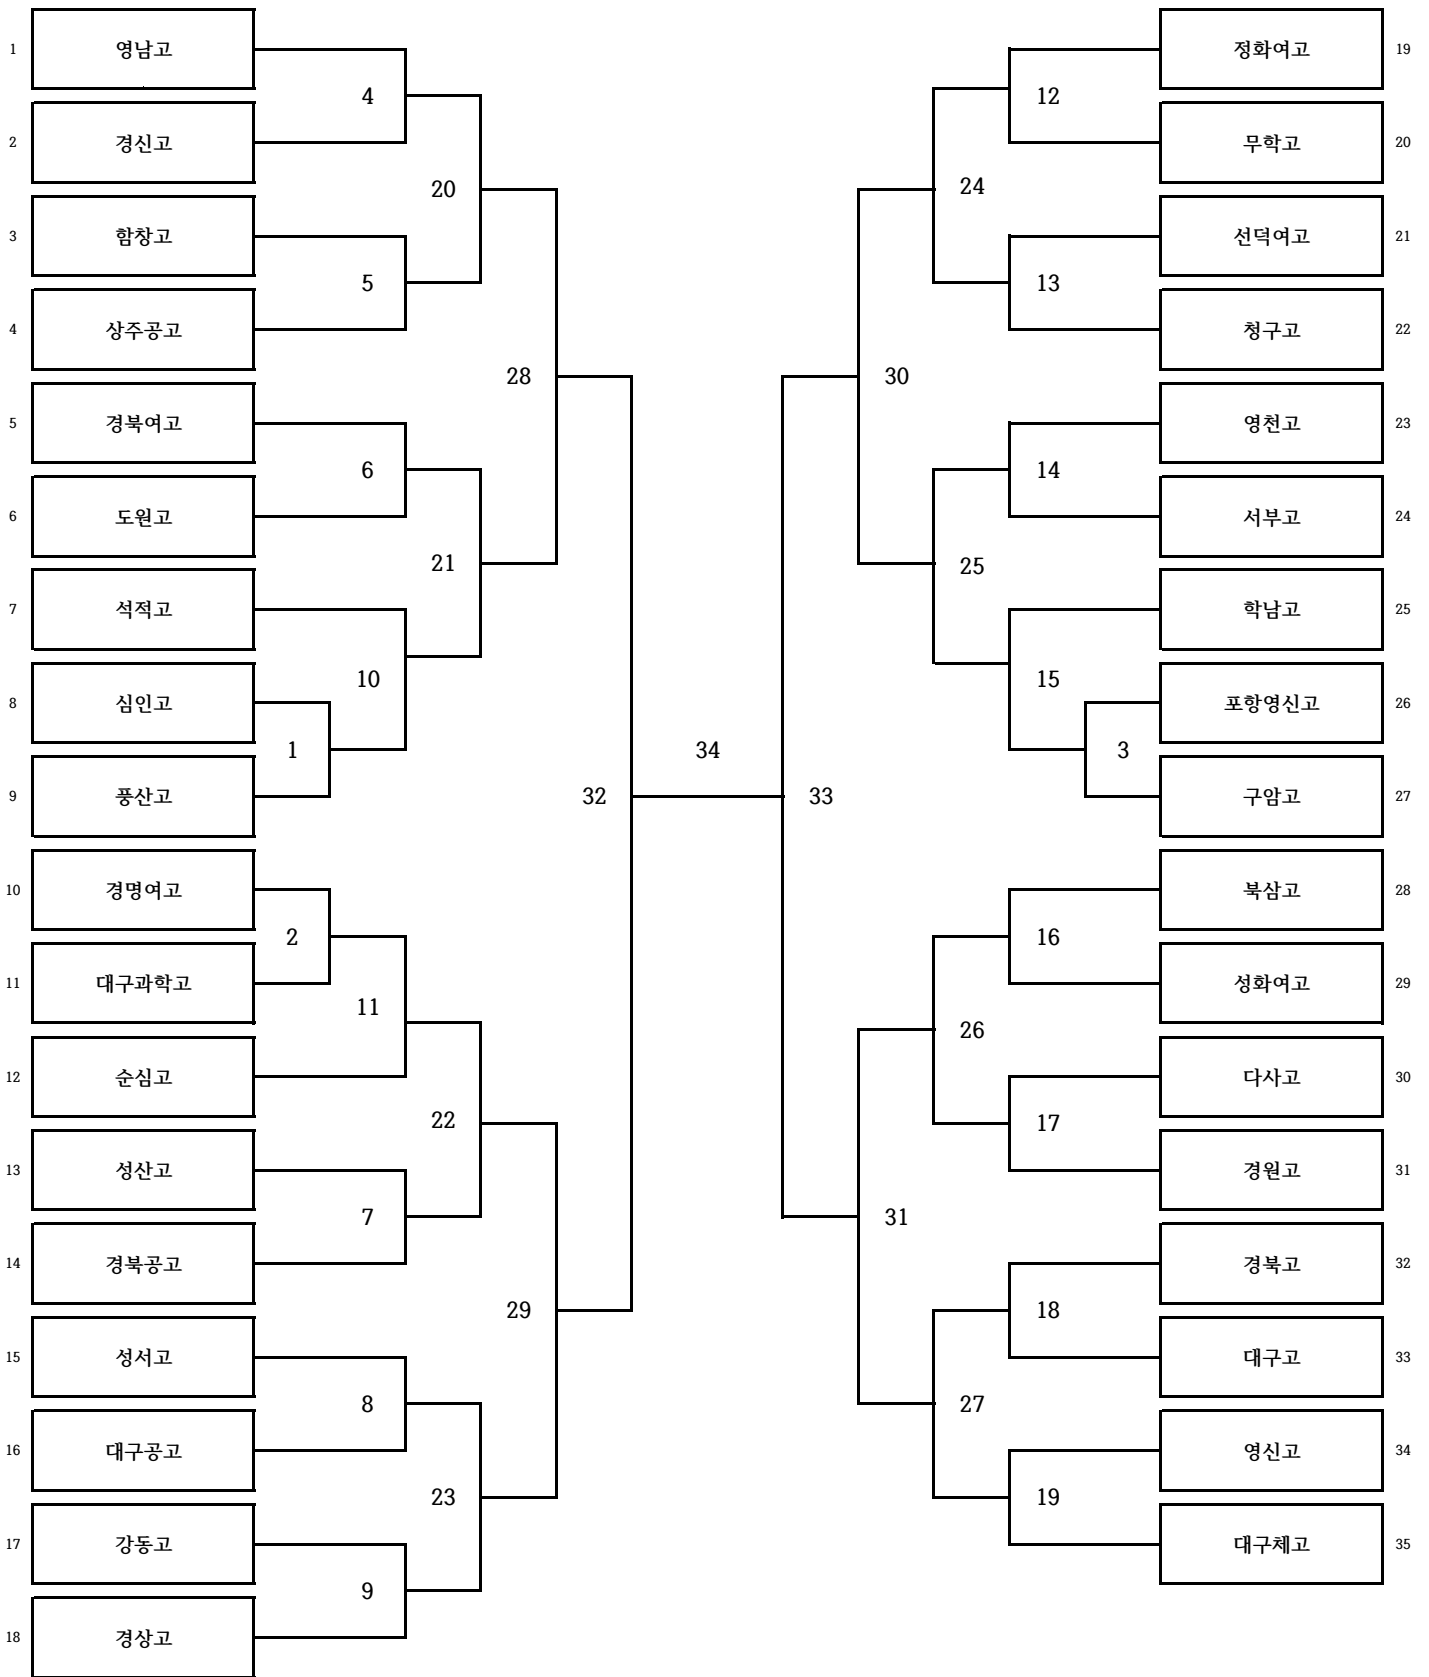 1 영남고
4
2 경신고
20
3 함창고
5
4 상주공고
28
5 경북여고
6
6 도원고
21
7 석적고
10
8 심인고
1
9 풍산고
32
10 경명여고
2
11 대구과학고
11
12 순심고
22
13 성산고
7
14 경북공고
29
15 성서고
8
16 대구공고
23
17 강동고
9
18 경상고
34
33
정화여고 19
12
무학고 20
24
선덕여고 21
13
청구고 22
30
영천고 23
14
서부고 24
25
학남고 25
15
포항영신고 26
3
구암고 27
북삼고 28
16
성화여고 29
26
다사고 30
17
경원고 31
31
경북고 32
18
대구고 33
27
영신고 34
19
대구체고 35